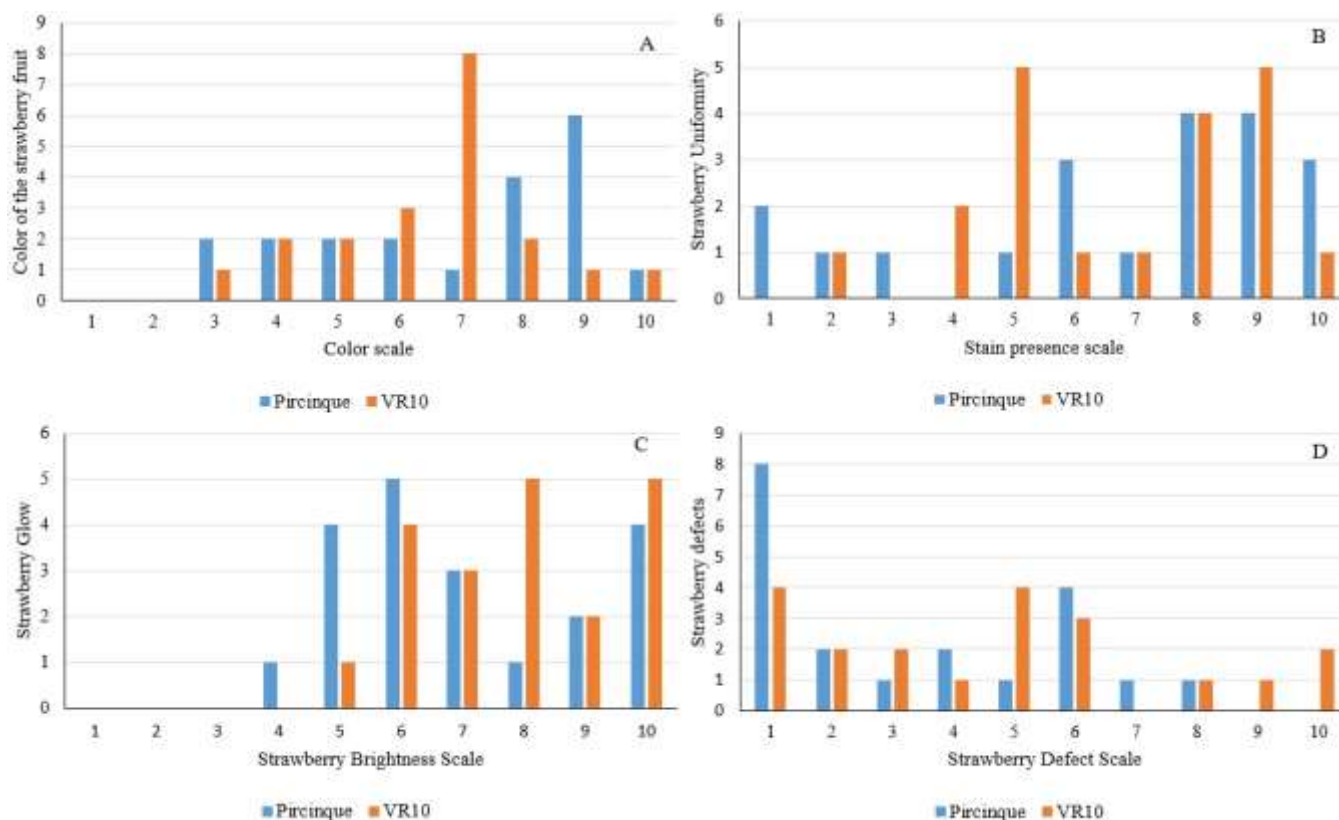 A
Color of the strawberry fruit
9
8
7
6
5
4
3
2
1
0
1 2 3 4 5 6 7 8 9 10
Color scale
Pircinque VR10
B
Strawberry Uniformity
6
5
4
3
2
1
0
1 2 3 4 5 6 7 8 9 10
Stain presence scale
Pircinque VR10
C
Strawberry Glow
6
5
4
3
2
1
0
1 2 3 4 5 6 7 8 9 10
Strawberry Brightness Scale
Pircinque VR10
D
Strawberry defects
9
8
7
6
5
4
3
2
1
0
1 2 3 4 5 6 7 8 9 10
Strawberry Defect Scale
Pircinque VR10